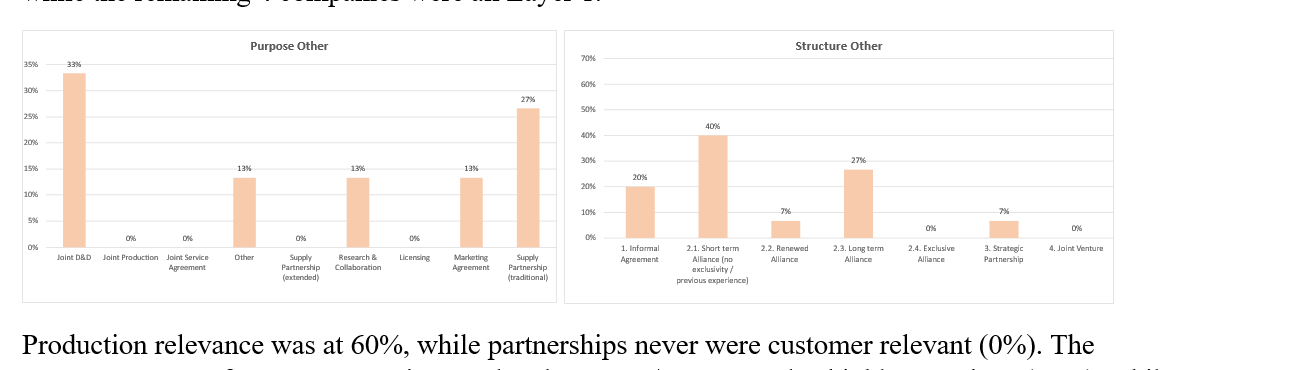 Purpose Other
35%
30%
25%
20%
15%
10%
5%
0%
33%
0%
0%
13%
0%
13%
0%
13%
27%
Joint D&D
Joint Production
Joint Service
Agreement
Other
Supply
Partnership
(extended)
Research &
Collaboration
Licensing
Marketing
Agreement
Supply
Partnership
(traditional)
Structure Other
70%
60%
50%
40%
30%
20%
10%
0%
20%
40%
7%
27%
0%
7%
0%
1. Informal
Agreement
2.1. Short term
Alliance (no
exclusivity /
previous experience)
2.2. Renewed
Alliance
2.3. Long term
Alliance
2.4. Exclusive
Alliance
3. Strategic
Partnership
4. Joint Venture
Production relevance was at 60%, while partnerships never were customer relevant (0%). The